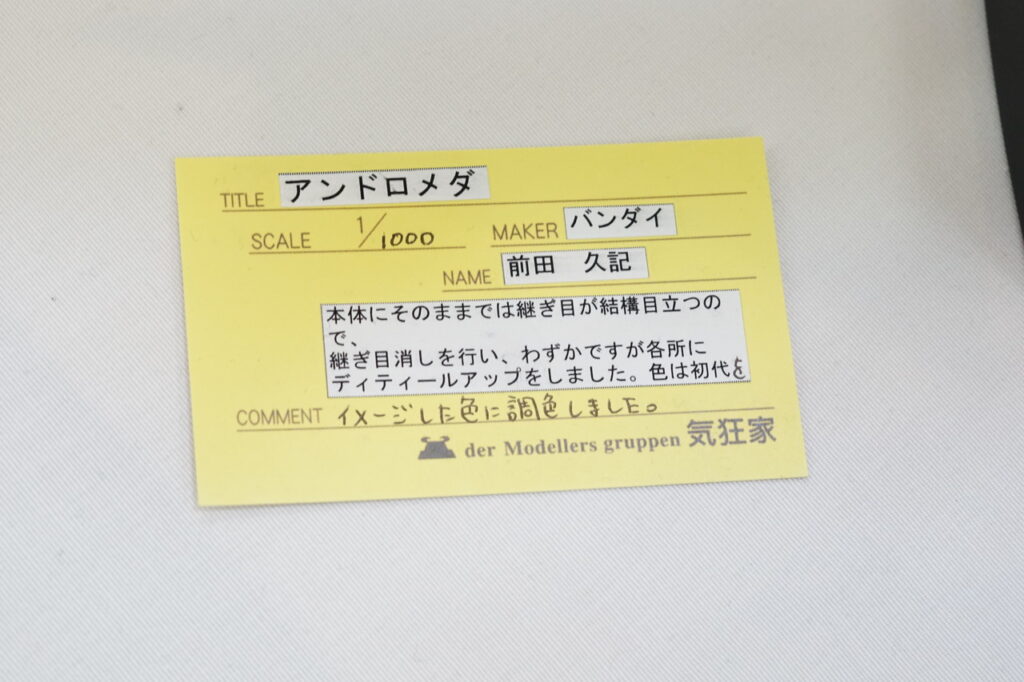 TITLE アンドロメダ
SCALE 1/1000 MAKER バンダイ
NAME 前田 久記
本体にそのままでは継ぎ目が結構目立つの
で、
継ぎ目消しを行い、わずかですが各所に
ディティールアップをしました。色は初代を
COMMENT イメージした色に調色しました。
der Modellers gruppen 気狂家